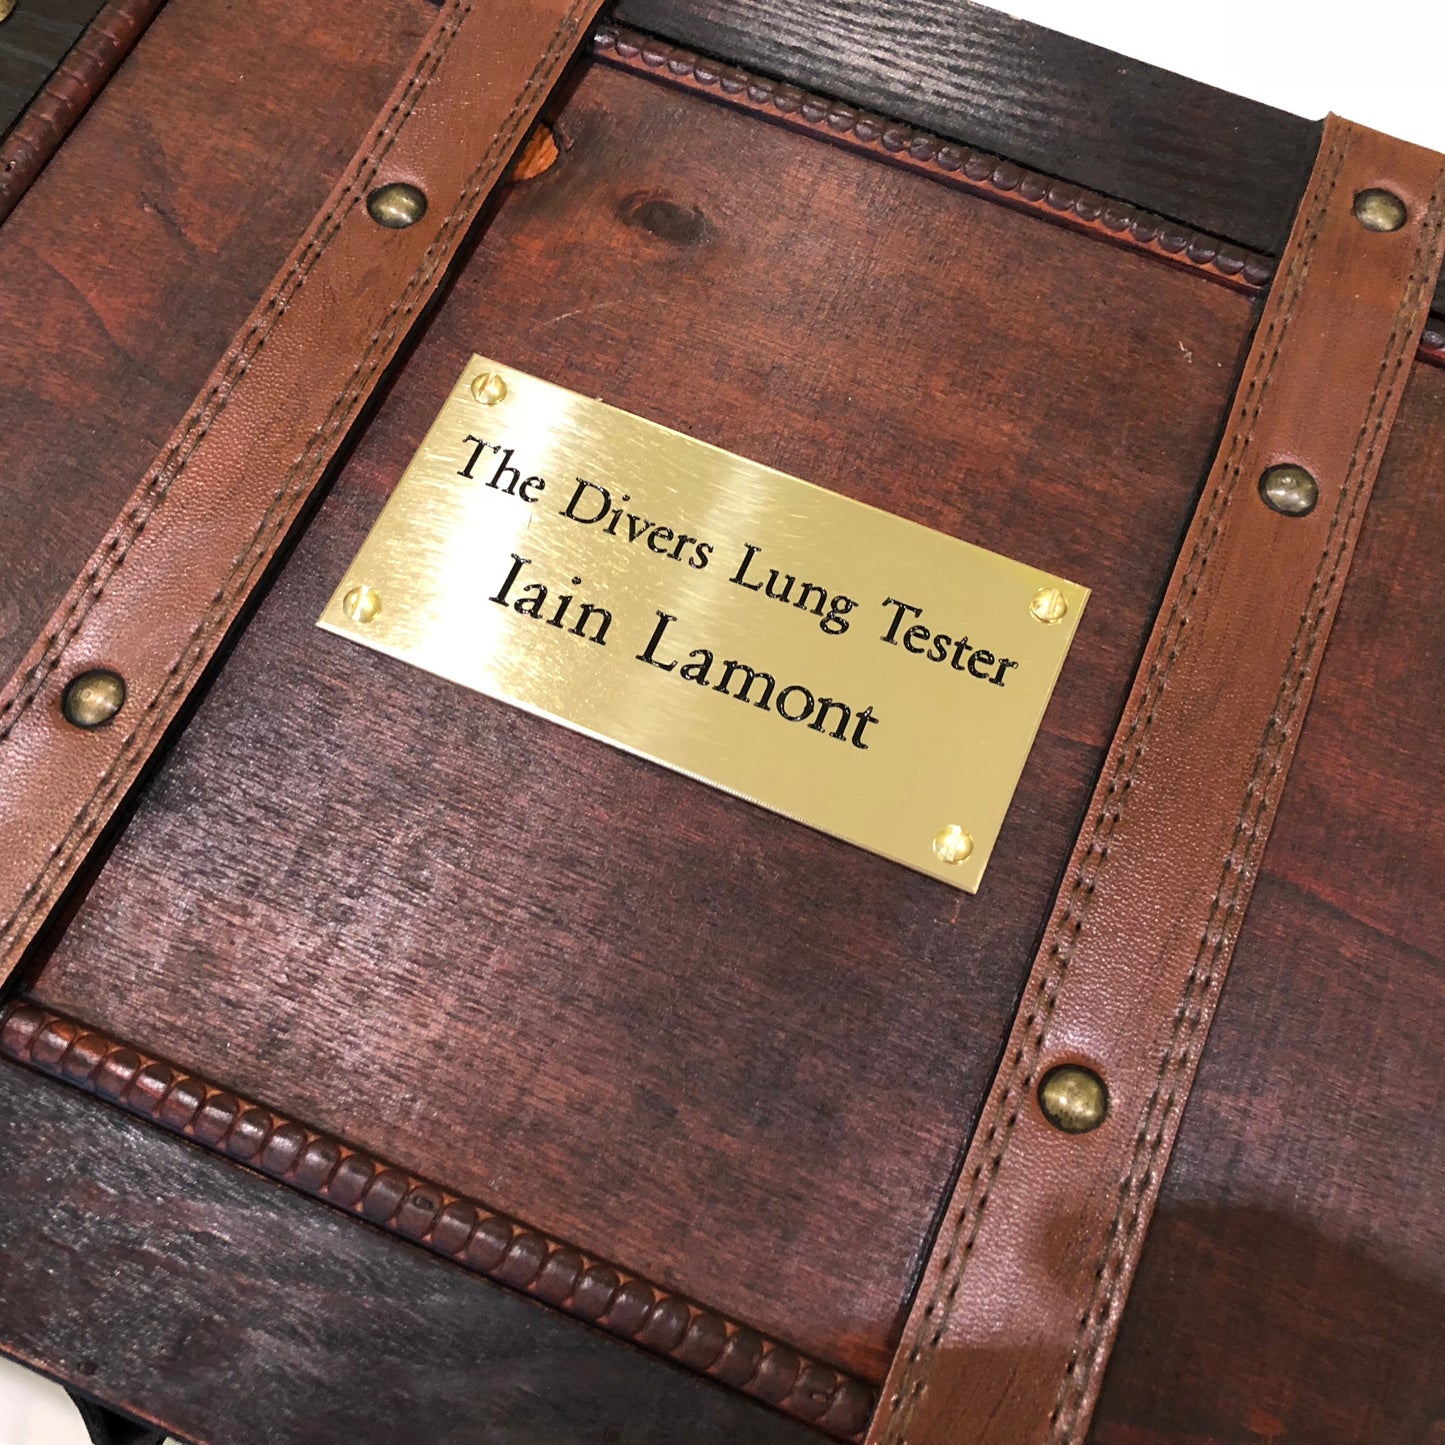 The Divers Lung Tester
Iain Lamont